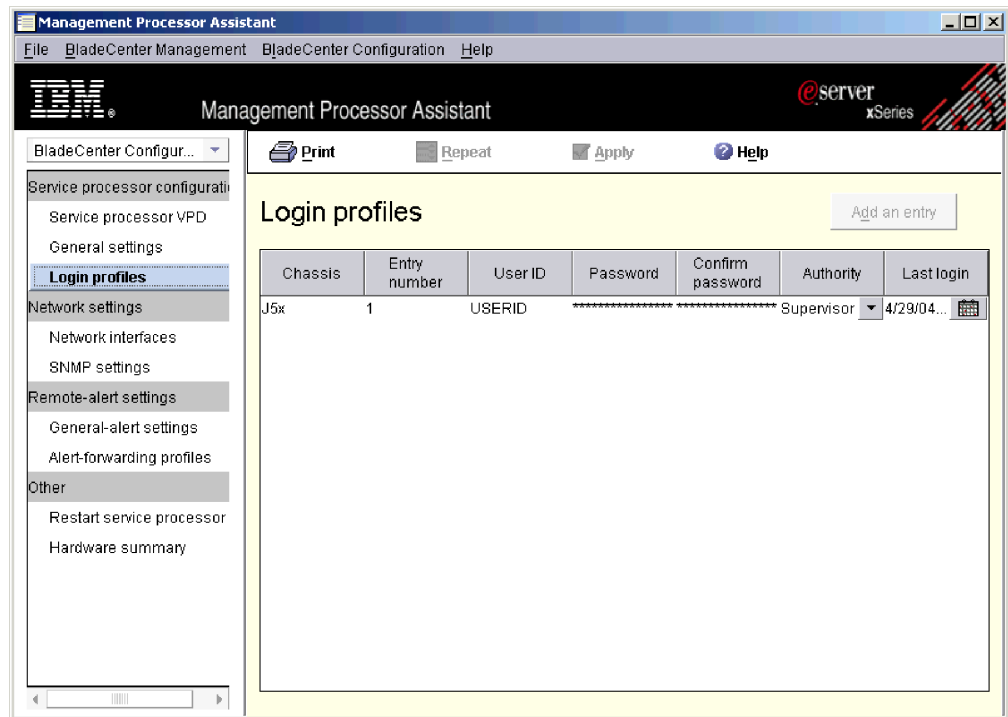 Management Processor Assistant
File BladeCenter Management BladeCenter Configuration Help
IBM®
Management Processor Assistant
eserver
xSeries
BladeCenter Configur...
Print Repeat Apply Help
Service processor configurati
Service processor VPD
General settings
Login profiles
Network settings
Network interfaces
SNMP settings
Remote-alert settings
General-alert settings
Alert-forwarding profiles
Other
Restart service processor
Hardware summary
Login profiles
Add an entry
Chassis Entry number User ID Password Confirm password Authority Last login
J5x 1 USERID **************** **************** Supervisor 4/29/04...